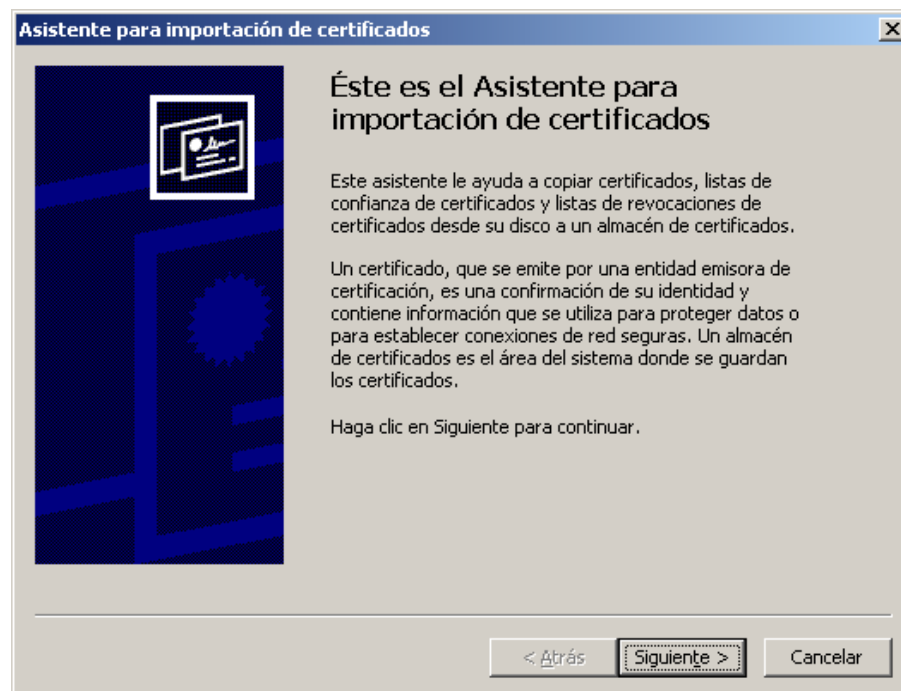 Asistente para importación de certificados
Éste es el Asistente para
importación de certificados
Este asistente le ayuda a copiar certificados, listas de
confianza de certificados y listas de revocaciones de
certificados desde su disco a un almacén de certificados.
Un certificado, que se emite por una entidad emisora de
certificación, es una confirmación de su identidad y
contiene información que se utiliza para proteger datos o
para establecer conexiones de red seguras. Un almacén
de certificados es el área del sistema donde se guardan
los certificados.
Haga clic en Siguiente para continuar.
< Atrás Siguiente > Cancelar